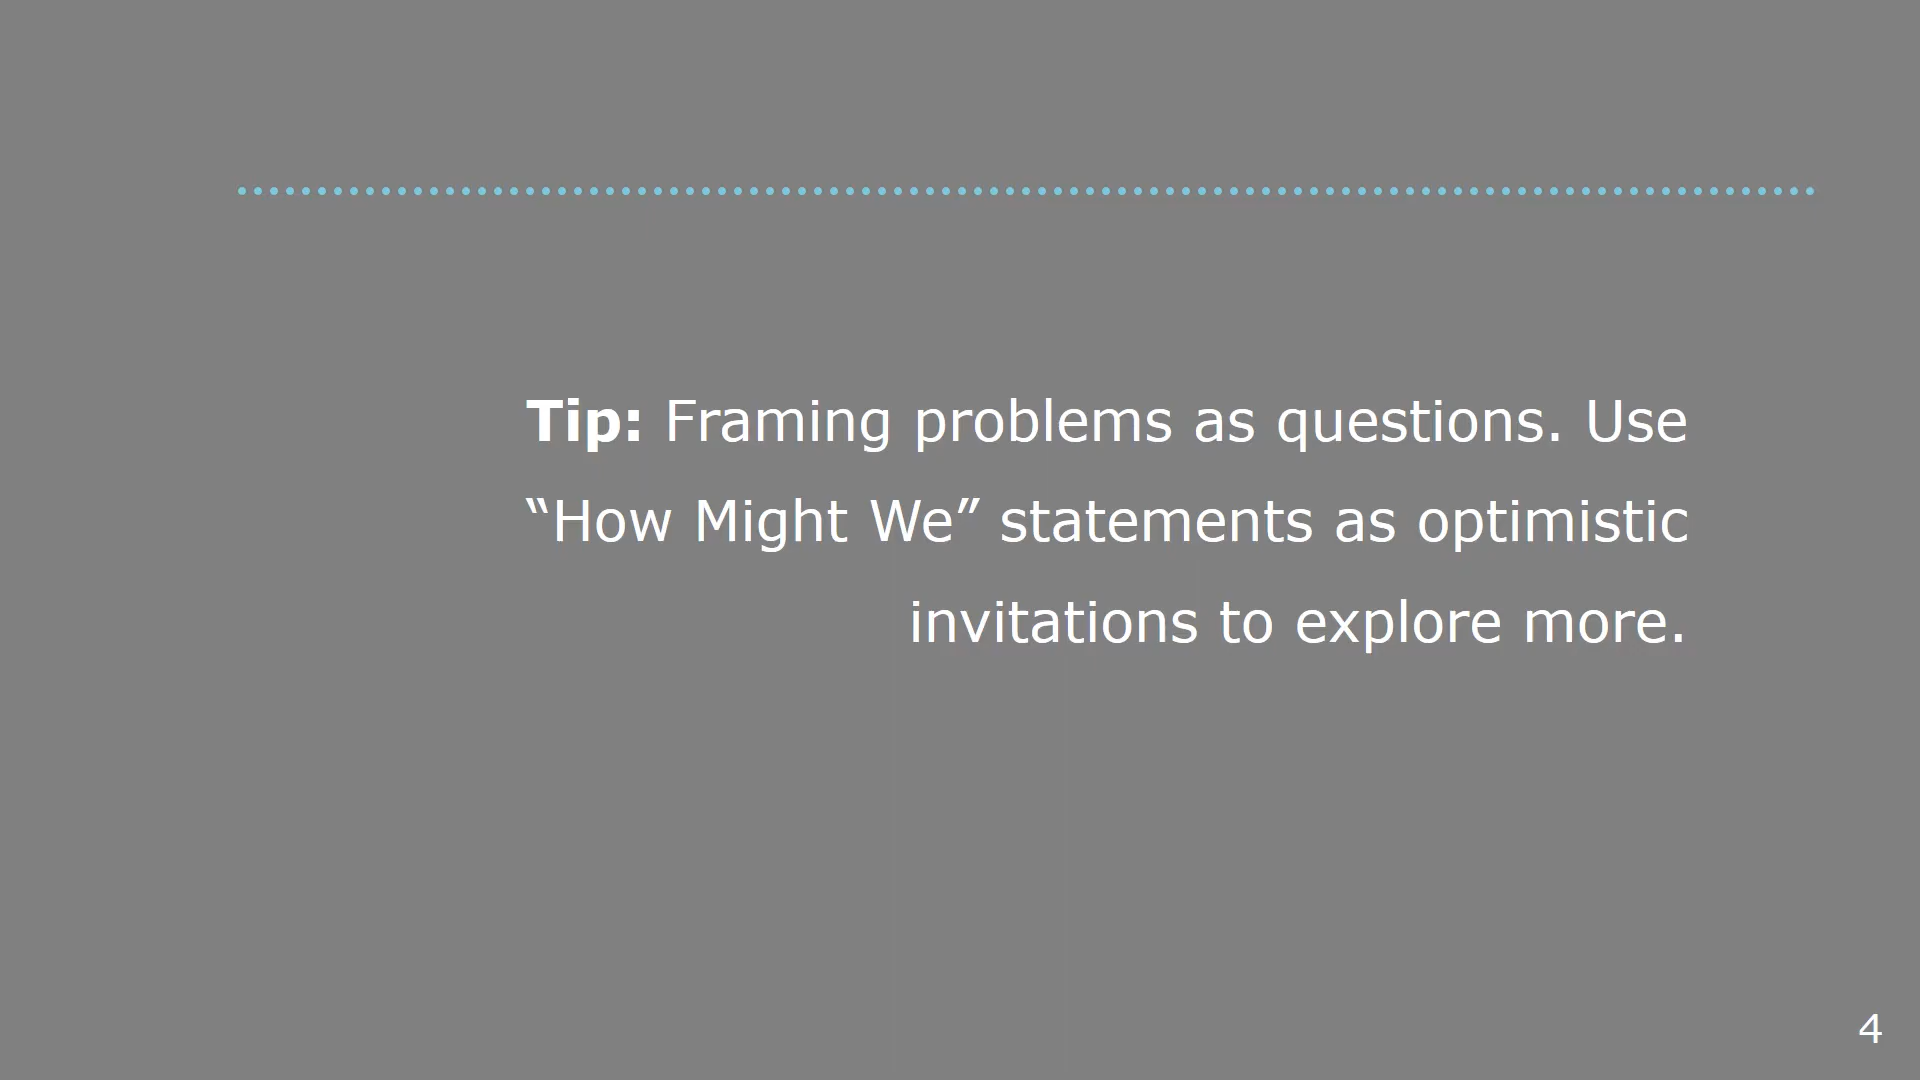 Tip: Framing problems as questions. Use
“How Might We” statements as optimistic
invitations to explore more.
4